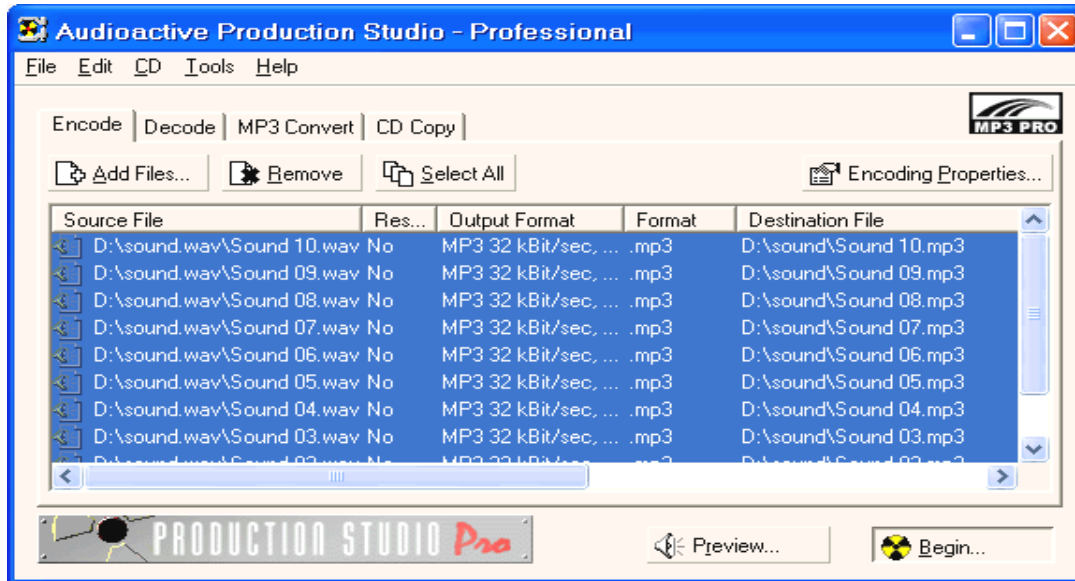 Audioactive Production Studio - Professional
File Edit CD Tools Help
MP3 PRO
Encode Decode MP3 Convert CD Copy
Add Files... Remove Select All Encoding Properties...
Source File Res... Output Format Format Destination File
D:\sound.wav\Sound 10.wav No MP3 32 kBit/sec, ... .mp3 D:\sound\Sound 10.mp3
D:\sound.wav\Sound 09.wav No MP3 32 kBit/sec, ... .mp3 D:\sound\Sound 09.mp3
D:\sound.wav\Sound 08.wav No MP3 32 kBit/sec, ... .mp3 D:\sound\Sound 08.mp3
D:\sound.wav\Sound 07.wav No MP3 32 kBit/sec, ... .mp3 D:\sound\Sound 07.mp3
D:\sound.wav\Sound 06.wav No MP3 32 kBit/sec, ... .mp3 D:\sound\Sound 06.mp3
D:\sound.wav\Sound 05.wav No MP3 32 kBit/sec, ... .mp3 D:\sound\Sound 05.mp3
D:\sound.wav\Sound 04.wav No MP3 32 kBit/sec, ... .mp3 D:\sound\Sound 04.mp3
D:\sound.wav\Sound 03.wav No MP3 32 kBit/sec, ... .mp3 D:\sound\Sound 03.mp3
PRODUCTION STUDIO Pro Preview... Begin...